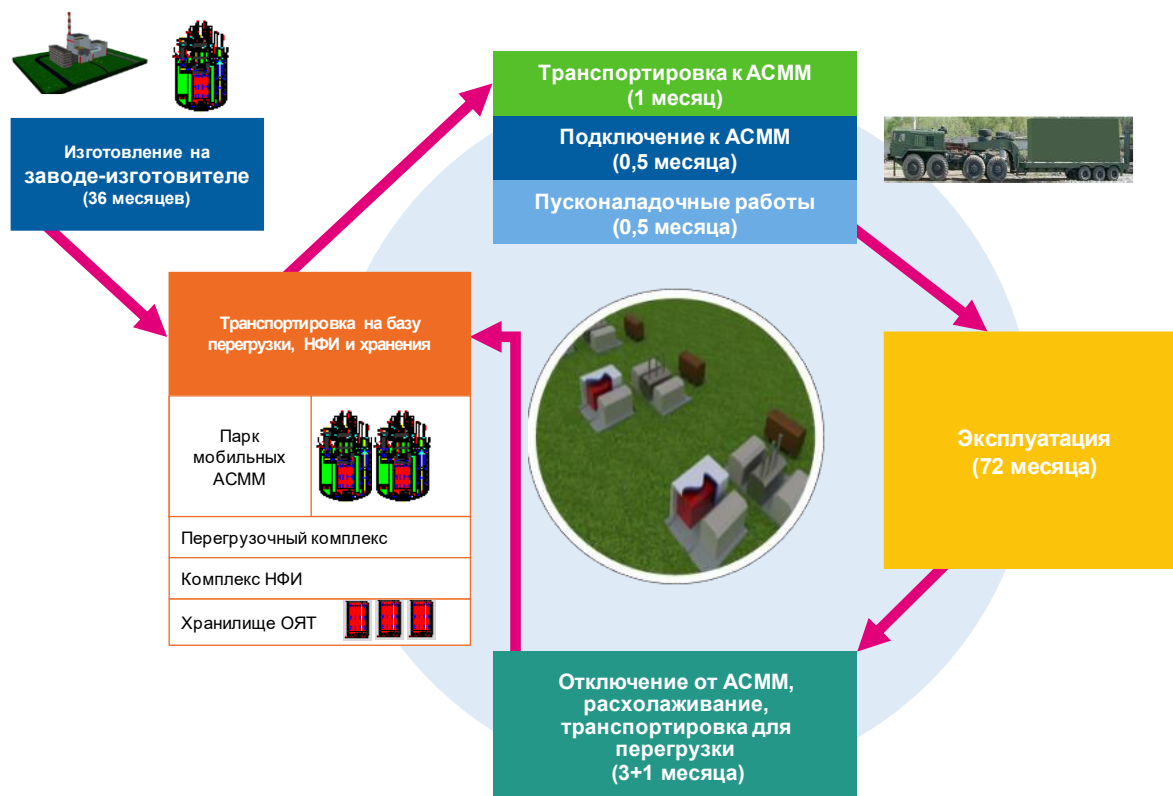 Транспортировка к АСММ
(1 месяц)
Подключение к АСММ
(0,5 месяца)
Пусконаладочные работы
(0,5 месяца)
Изготовление на
заводе-изготовителе
(36 месяцев)
Транспортировка на базу
перегрузки, НФИ и хранения
Парк
мобильных
АСММ
Перегрузочный комплекс
Комплекс НФИ
Хранилище ОЯТ
Эксплуатация
(72 месяца)
Отключение от АСММ,
расхолаживание,
транспортировка для
перегрузки
(3+1 месяца)